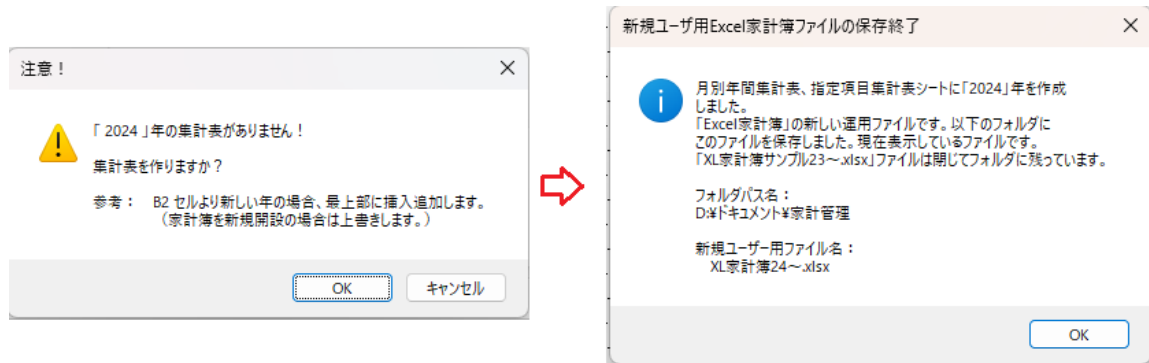 注意！
「 2024 」年の集計表がありません！
集計表を作りますか？
参考： B2 セルより新しい年の場合、最上部に挿入追加します。
（家計簿を新規開設の場合は上書きします。）
OK
キャンセル
新規ユーザ用Excel家計簿ファイルの保存終了
月別年間集計表、指定項目集計表シートに「2024」年を作成
しました。
「Excel家計簿」の新しい運用ファイルです。以下のフォルダに
このファイルを保存しました。現在表示しているファイルです。
「XL家計簿サンプル23～.xlsx」ファイルは閉じてフォルダに残っています。
フォルダパス名：
D:¥ドキュメント¥家計管理
新規ユーザー用ファイル名：
XL家計簿24～.xlsx
OK